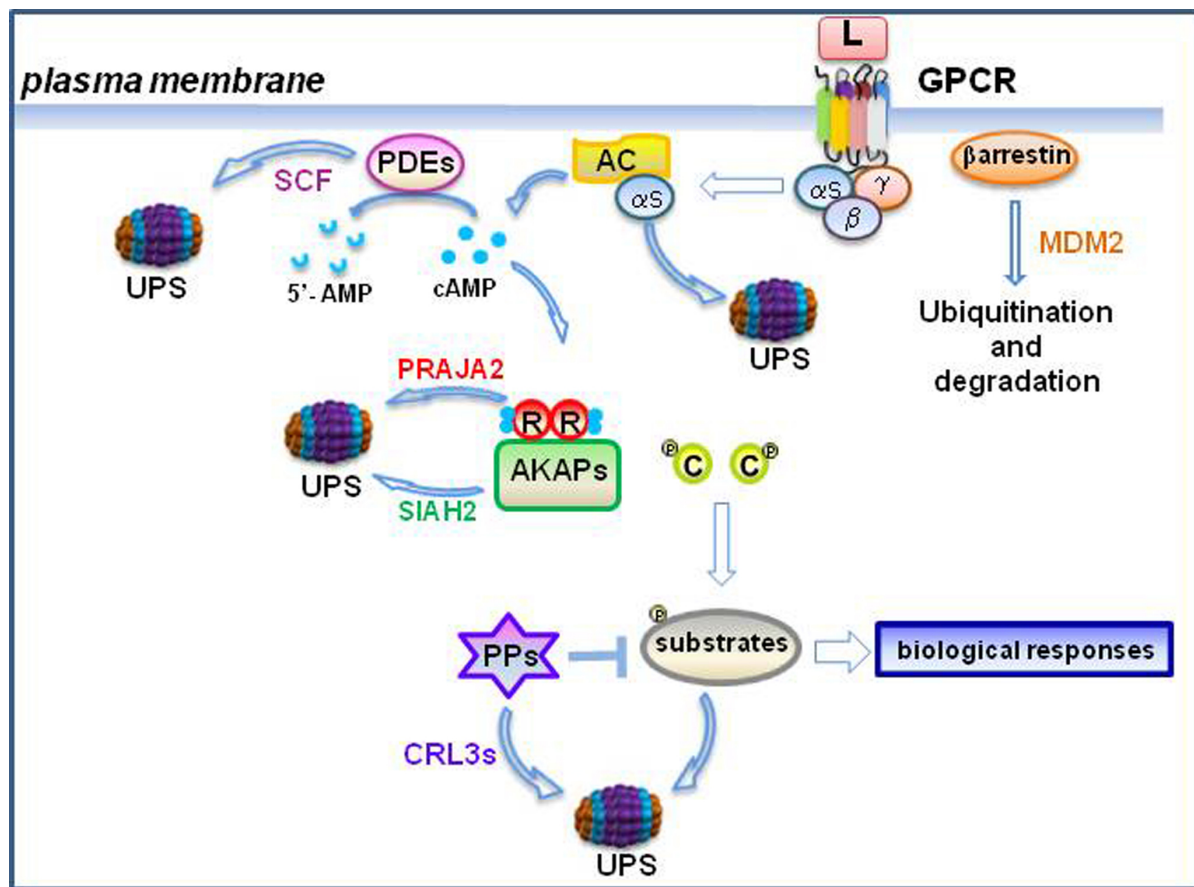 L
plasma membrane
GPCR
PDEs
SCF
AC
αS
αS
γ
β
βarrestin
MDM2
UPS
5'- AMP
cAMP
UPS
Ubiquitination
and
degradation
PRAJA2
R R
AKAPs
UPS
SIAH2
P
C
C
P
P
substrates
PPs
biological responses
CRL3s
UPS